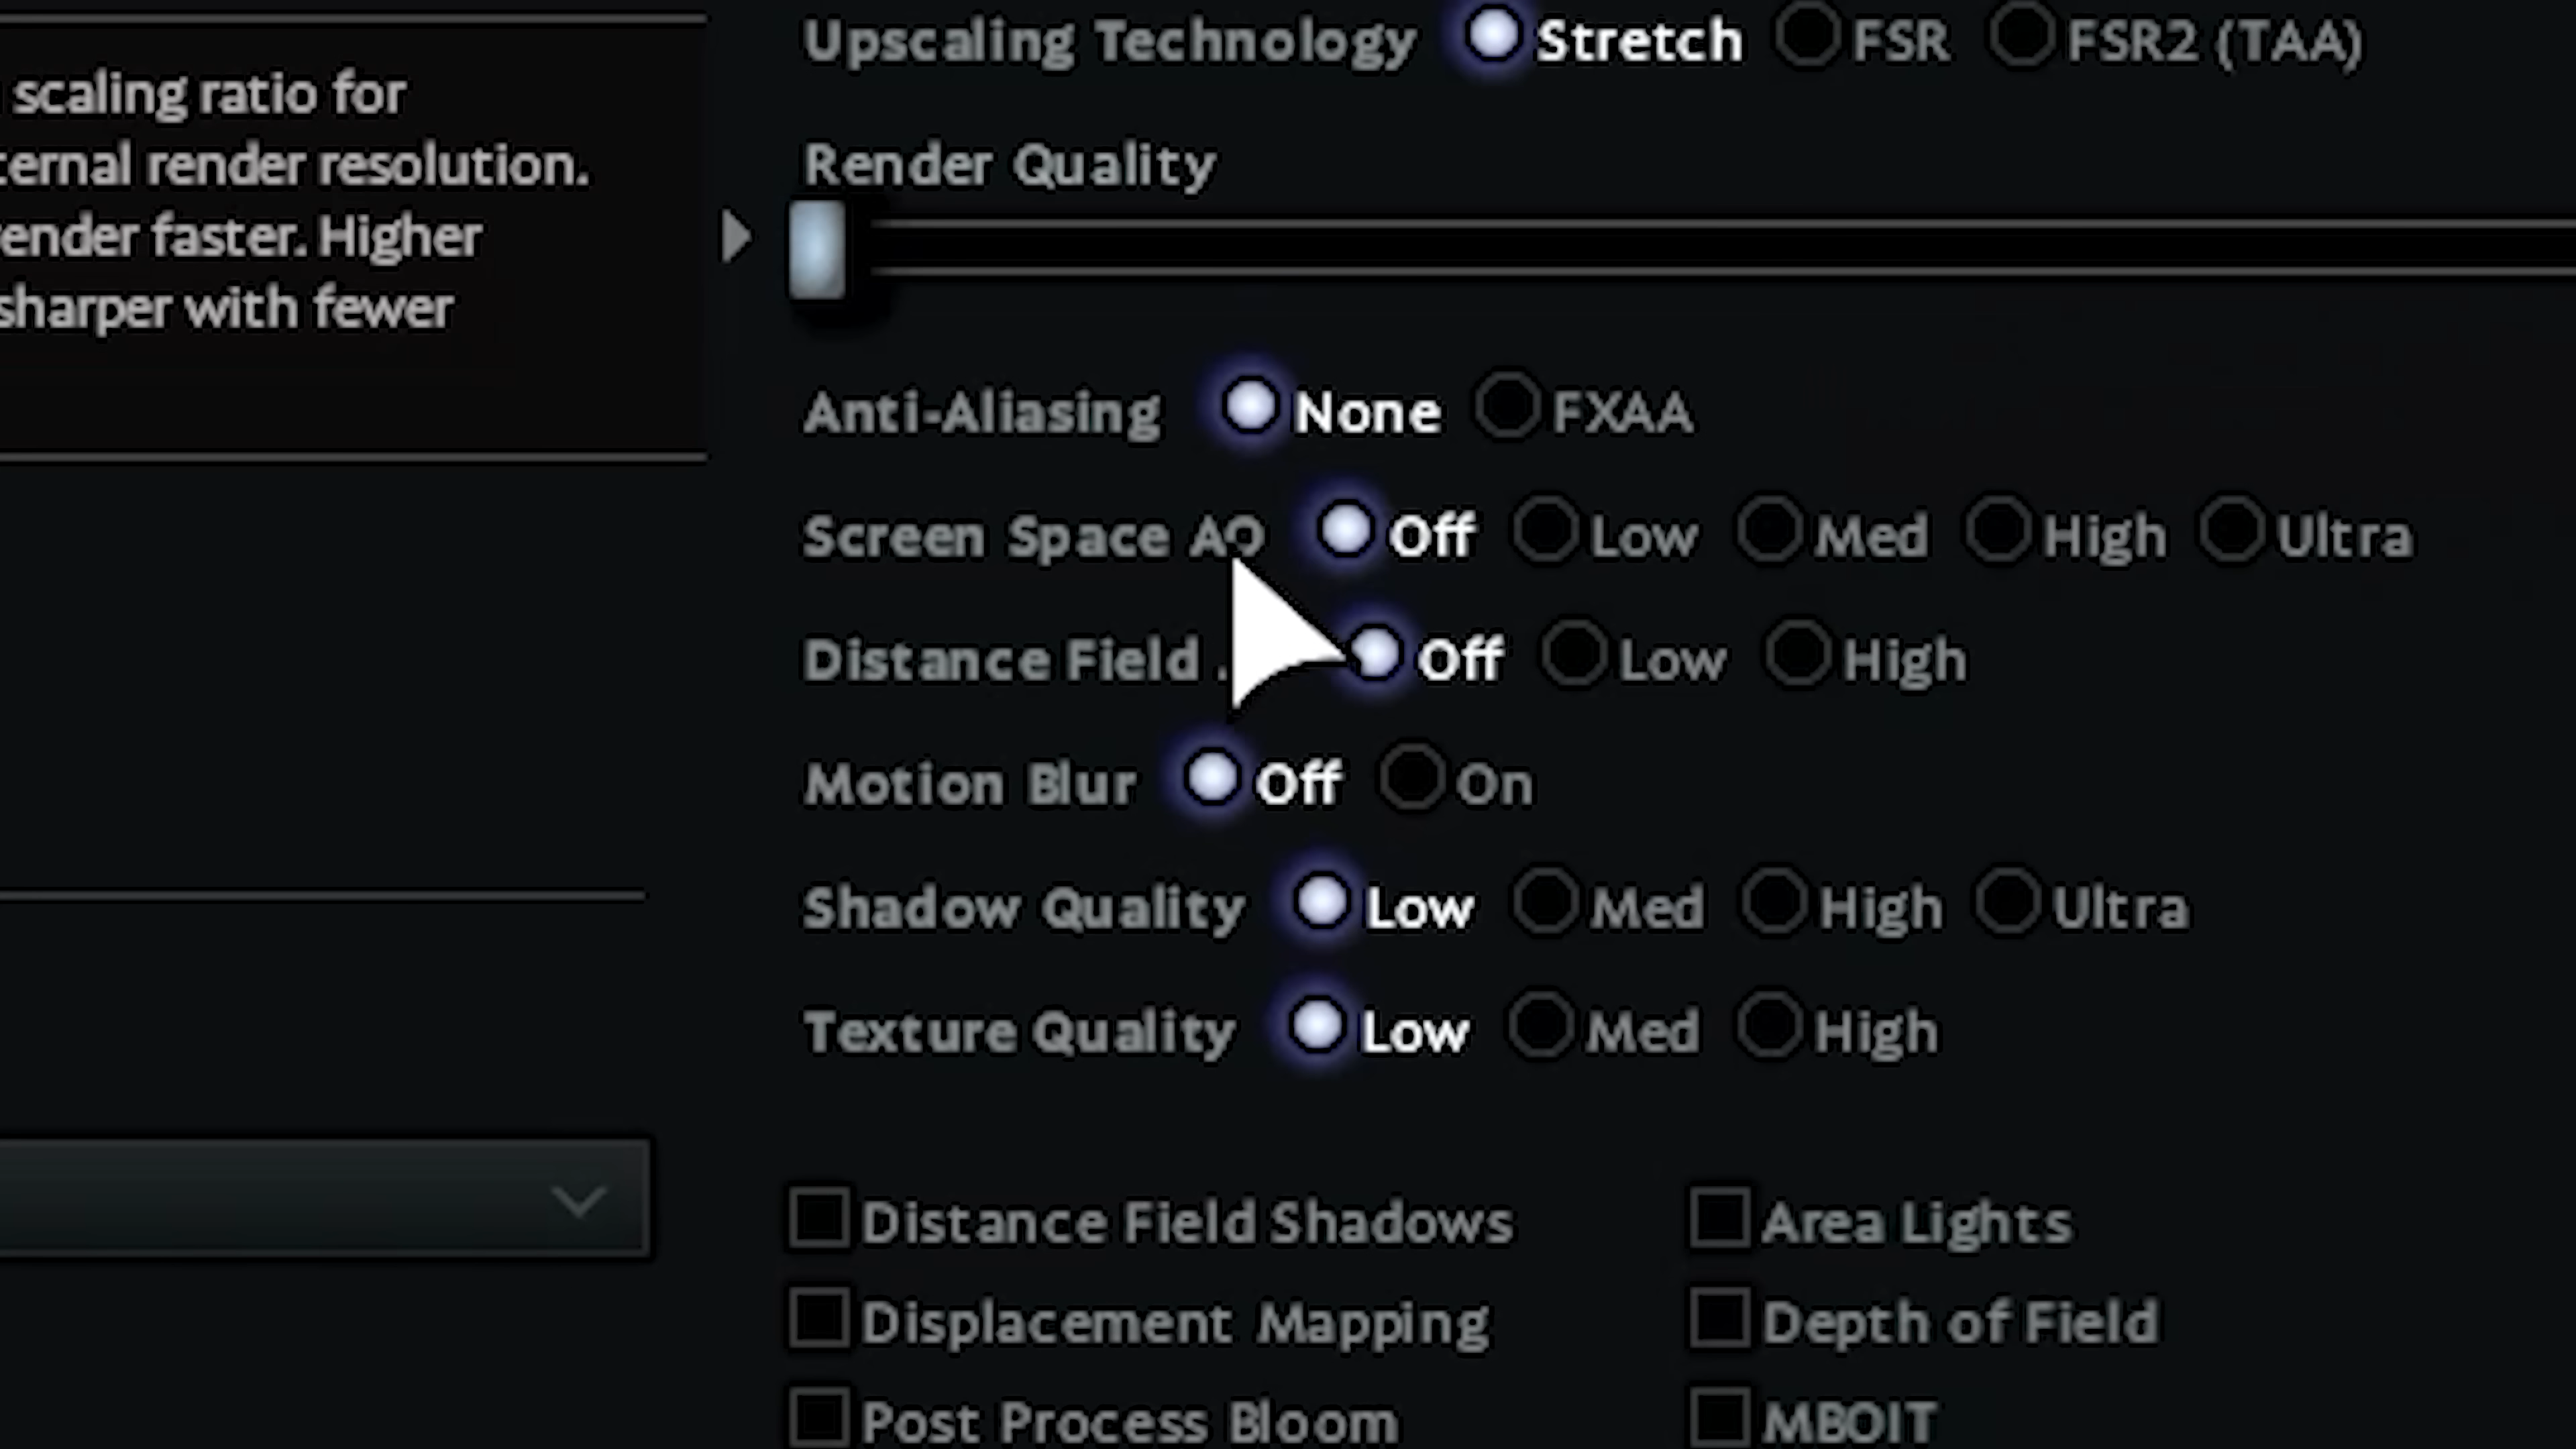 scaling ratio for
ternal render resolution.
ender faster. Higher
sharper with fewer
Upscaling Technology Stretch FSR FSR2 (TAA)
Render Quality
Anti-Aliasing None FXAA
Screen Space AO Off Low Med High Ultra
Distance Field Off Low High
Motion Blur Off On
Shadow Quality Low Med High Ultra
Texture Quality Low Med High
Distance Field Shadows Area Lights
Displacement Mapping Depth of Field
Post Process Bloom MBOIT